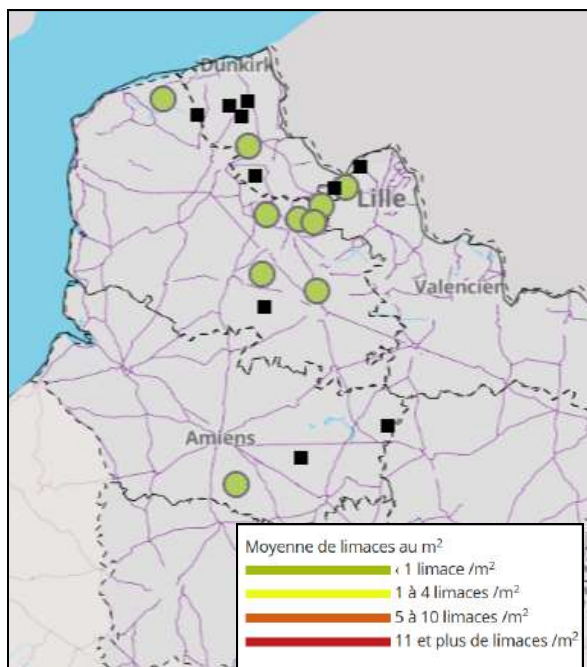 Dunkirk
Lille
Valencien
Amiens
Moyenne de limaces au m²
< 1 limace /m²
1 à 4 limaces /m²
5 à 10 limaces /m²
11 et plus de limaces /m²